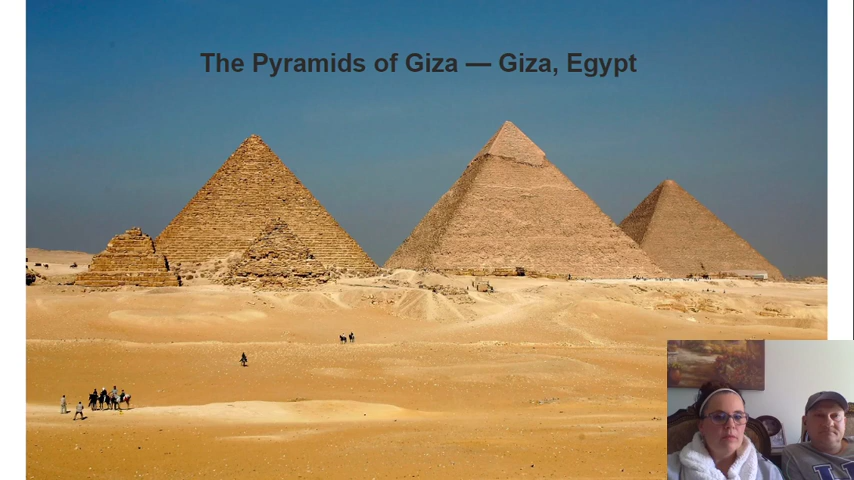 The Pyramids of Giza — Giza, Egypt